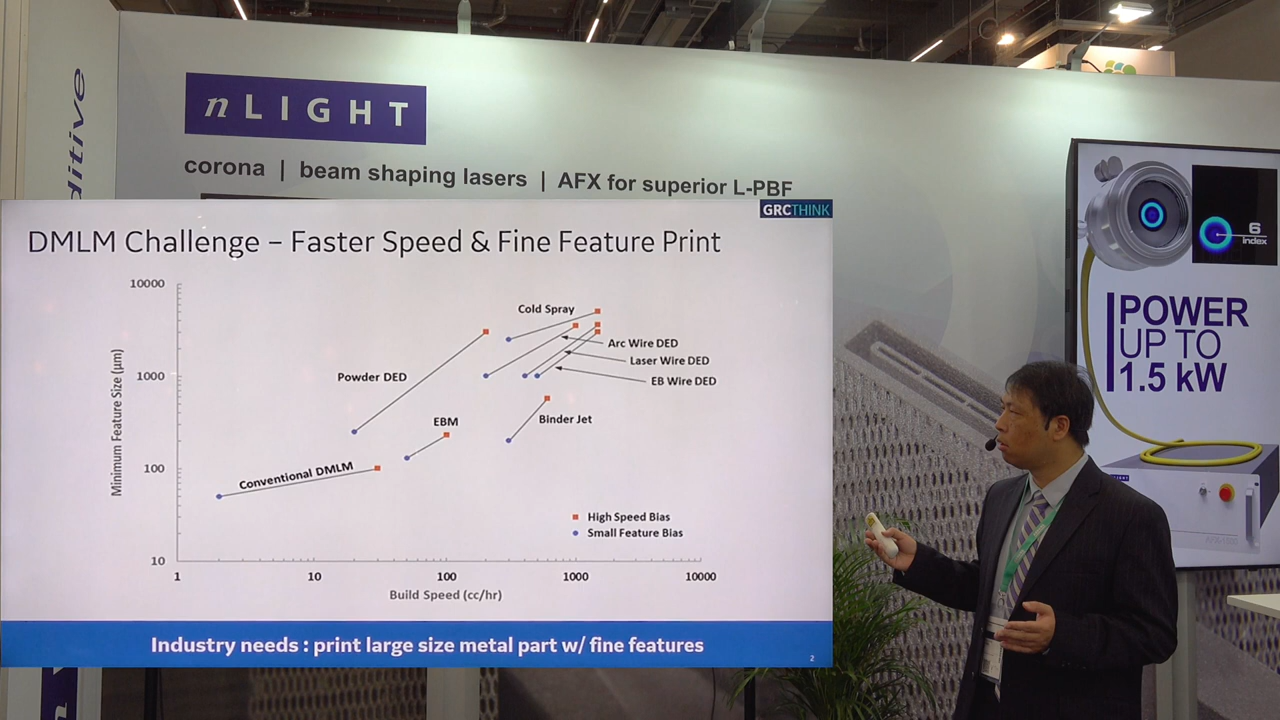 ditive
nLIGHT
corona | beam shaping lasers | AFX for superior L-PBF
GRCTHINK
DMLM Challenge – Faster Speed & Fine Feature Print
10000
1000
100
10
Minimum Feature Size (µm)
Cold Spray
Arc Wire DED
Laser Wire DED
EB Wire DED
Powder DED
EBM
Binder Jet
Conventional DMLM
High Speed Bias
Small Feature Bias
1 10 100 1000 10000
Build Speed (cc/hr)
Industry needs : print large size metal part w/ fine features
2
6
index
POWER
UP TO
1.5 kW